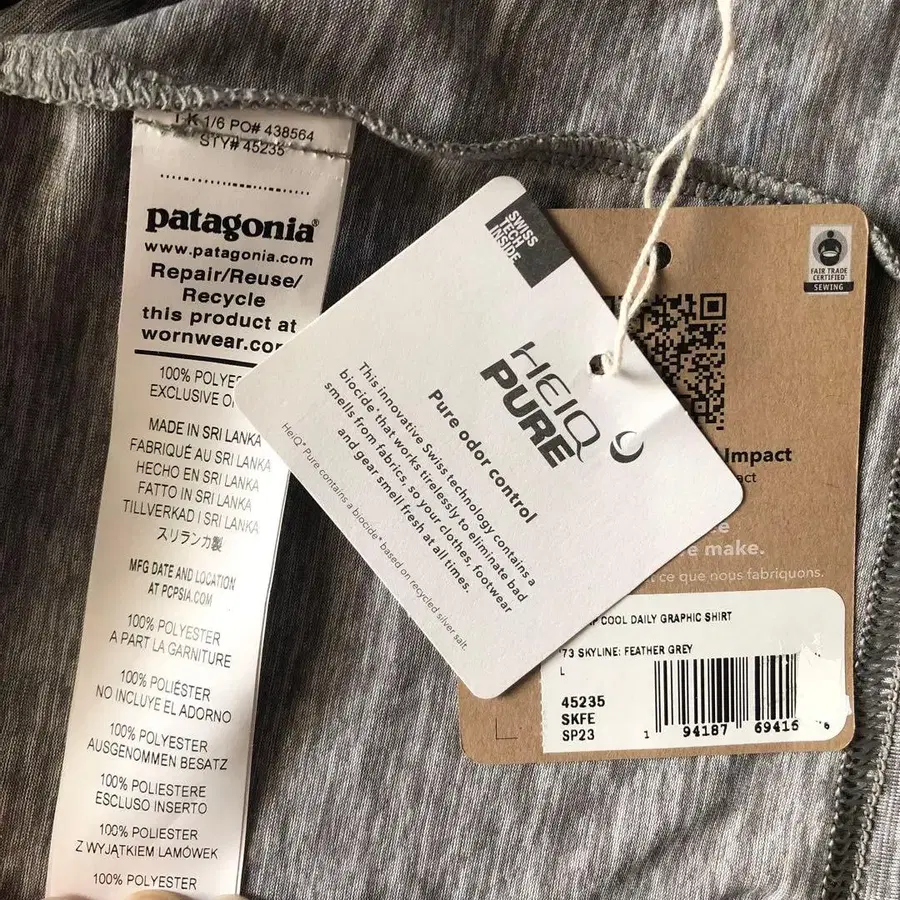 1/6 PO# 438564
STY# 45235
patagonia®
www.patagonia.com
Repair/Reuse/
Recycle
this product at
wornwear.com
100% POLYE
EXCLUSIVE O
MADE IN SRI LANKA
FABRIQUÉ AU SRI LANKA
HECHO EN SRI LANKA
FATTO IN SRI LANKA
TILLVERKAD I SRI LANKA
スリランカ製
MFG DATE AND LOCATION
AT PCPSIA.COM
100% POLYESTER
A PART LA GARNITURE
100% POLIÉSTER
NO INCLUYE EL ADORNO
100% POLYESTER
AUSGENOMMEN BESATZ
100% POLIESTERE
ESCLUSO INSERTO
100% POLIESTER
Z WYJĄTKIEM LAMÓWEK
100% POLYESTER
SWISS
TECH
INSIDE
HEIQ
PURE
Pure odor control
This innovative Swiss technology contains a
biocide* that works tirelessly to eliminate bad
smells from fabrics, so your clothes, footwear
and gear smell fresh at all times.
HeiQ® Pure contains a biocide* based on recycled silver salt.
FAIR TRADE
CERTIFIED
SEWING
Impact
act
ce
e make.
ce que nous fabriquons.
COOL DAILY GRAPHIC SHIRT
'73 SKYLINE: FEATHER GREY
L
45235
SKFE
SP23
1 94187 69416 6